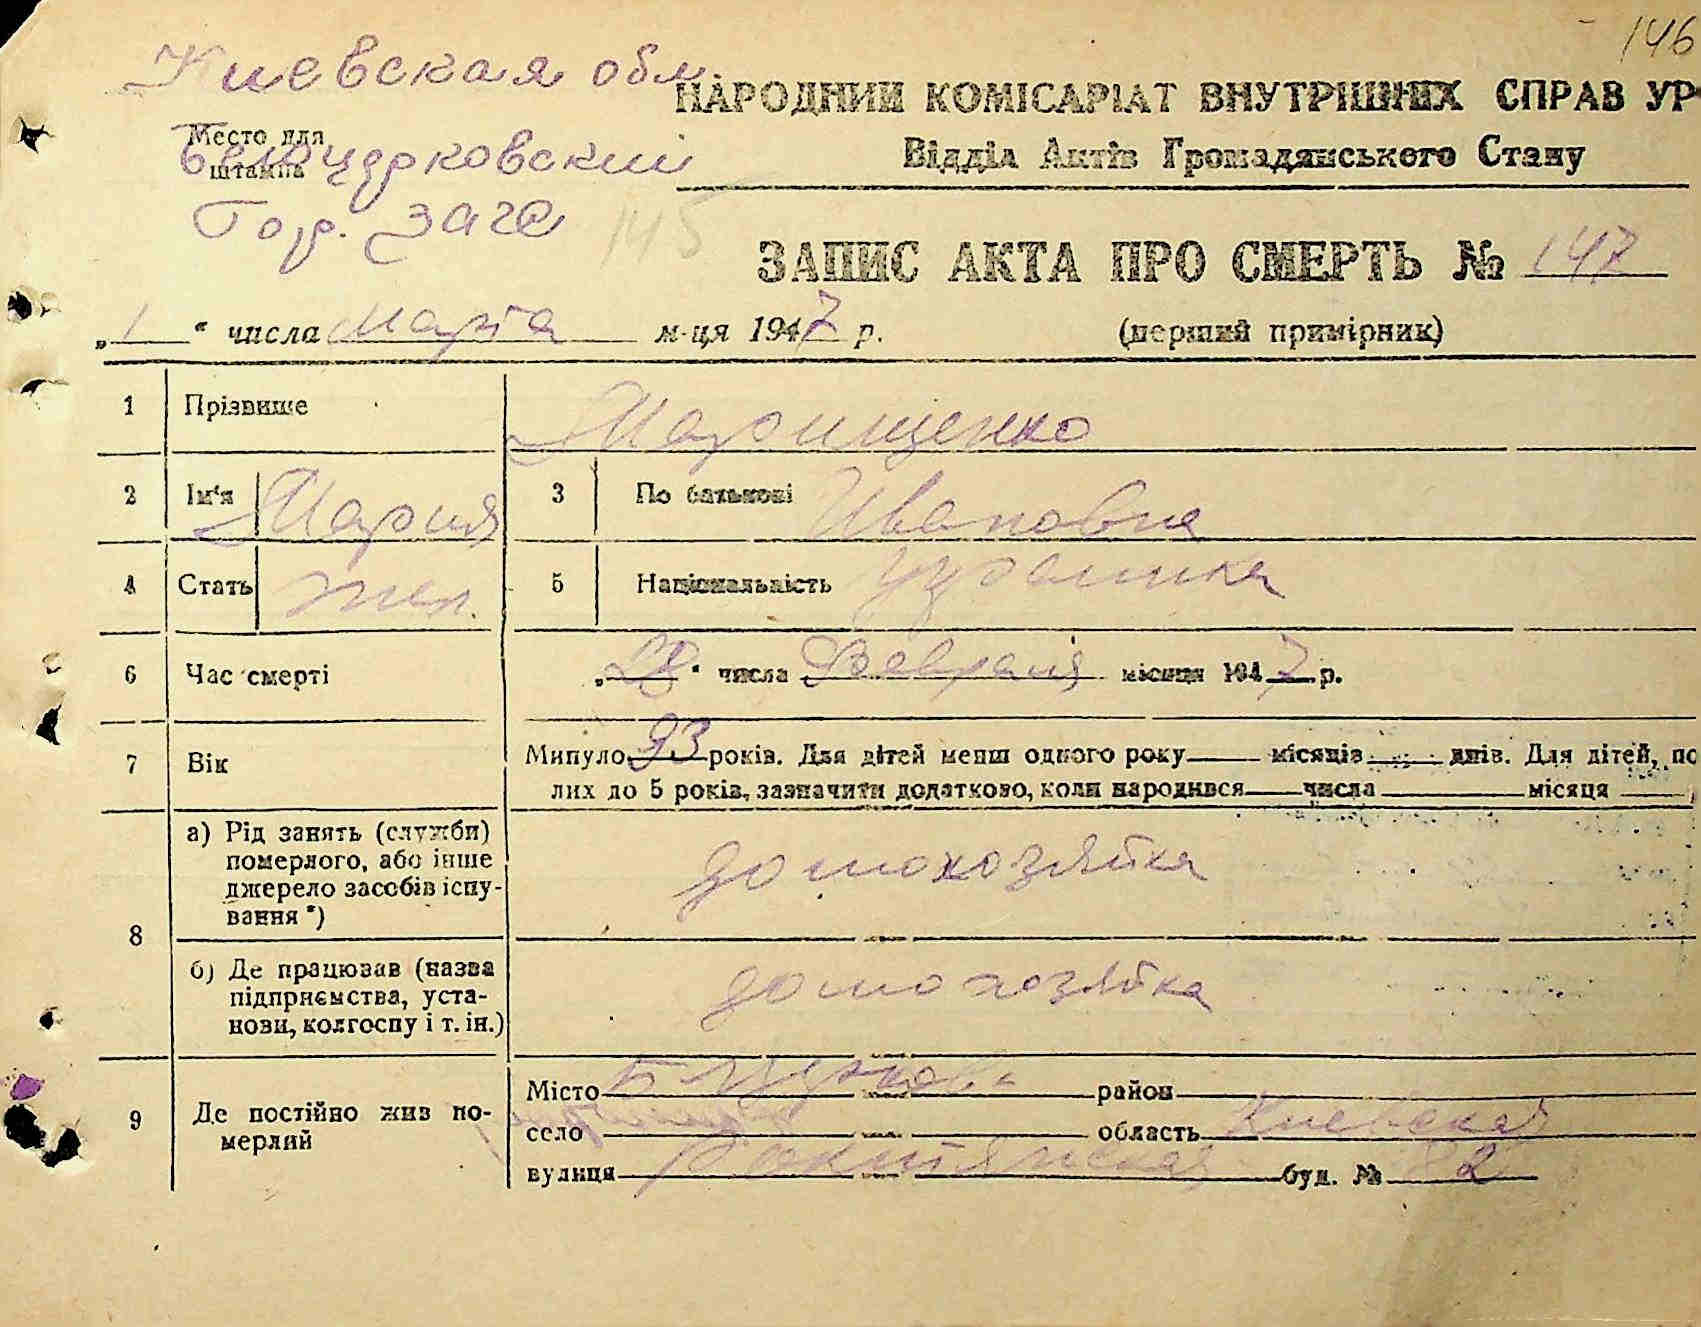 146
Киевская обл
НАРОДНИЙ КОМІСАРІАТ ВНУТРІШНІХ СПРАВ УР
Место для штампа
Белоцерковский
Відділ Актів Громадянського Стану
Гор. загс
145
ЗАПИС АКТА ПРО СМЕРТЬ № 147
„1“ числа Марта м-ця 1947 р. (перший примірник)
1 Прізвище Марищенко
2 Ім'я Мария 3 По батькові Ивановна
4 Стать жен. 5 Національність украинка
6 Час смерті „28“ числа Февраля місяця 1947 р.
7 Вік Минуло 93 років. Для дітей менш одного року місяців днів. Для дітей, по
лих до 5 років, зазначити додатково, коли народився числа місяця
8 а) Рід занять (служби) померлого, або інше джерело засобів існу-
вання*) домохозяйка
б) Де працював (назва підприємства, уста-
нови, колгоспу і т. ін.) домохозяйка
9 Де постійно жив по-
мерлий
Місто Б Церковь район
село область Киевская
вулиця Рокитянская буд. №